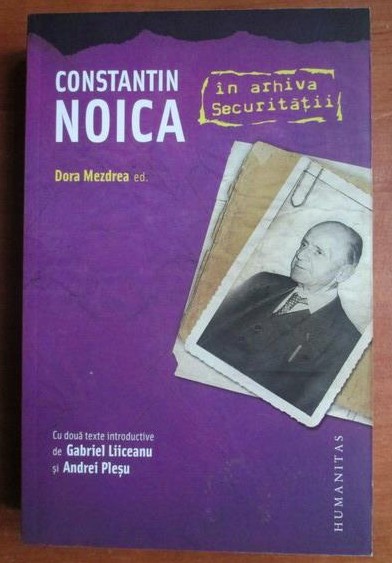 CONSTANTIN
NOICA
în arhiva
Securității
Dora Mezdrea ed.
Cu două texte introductive
de Gabriel Liiceanu
și Andrei Pleșu
HUMANITAS